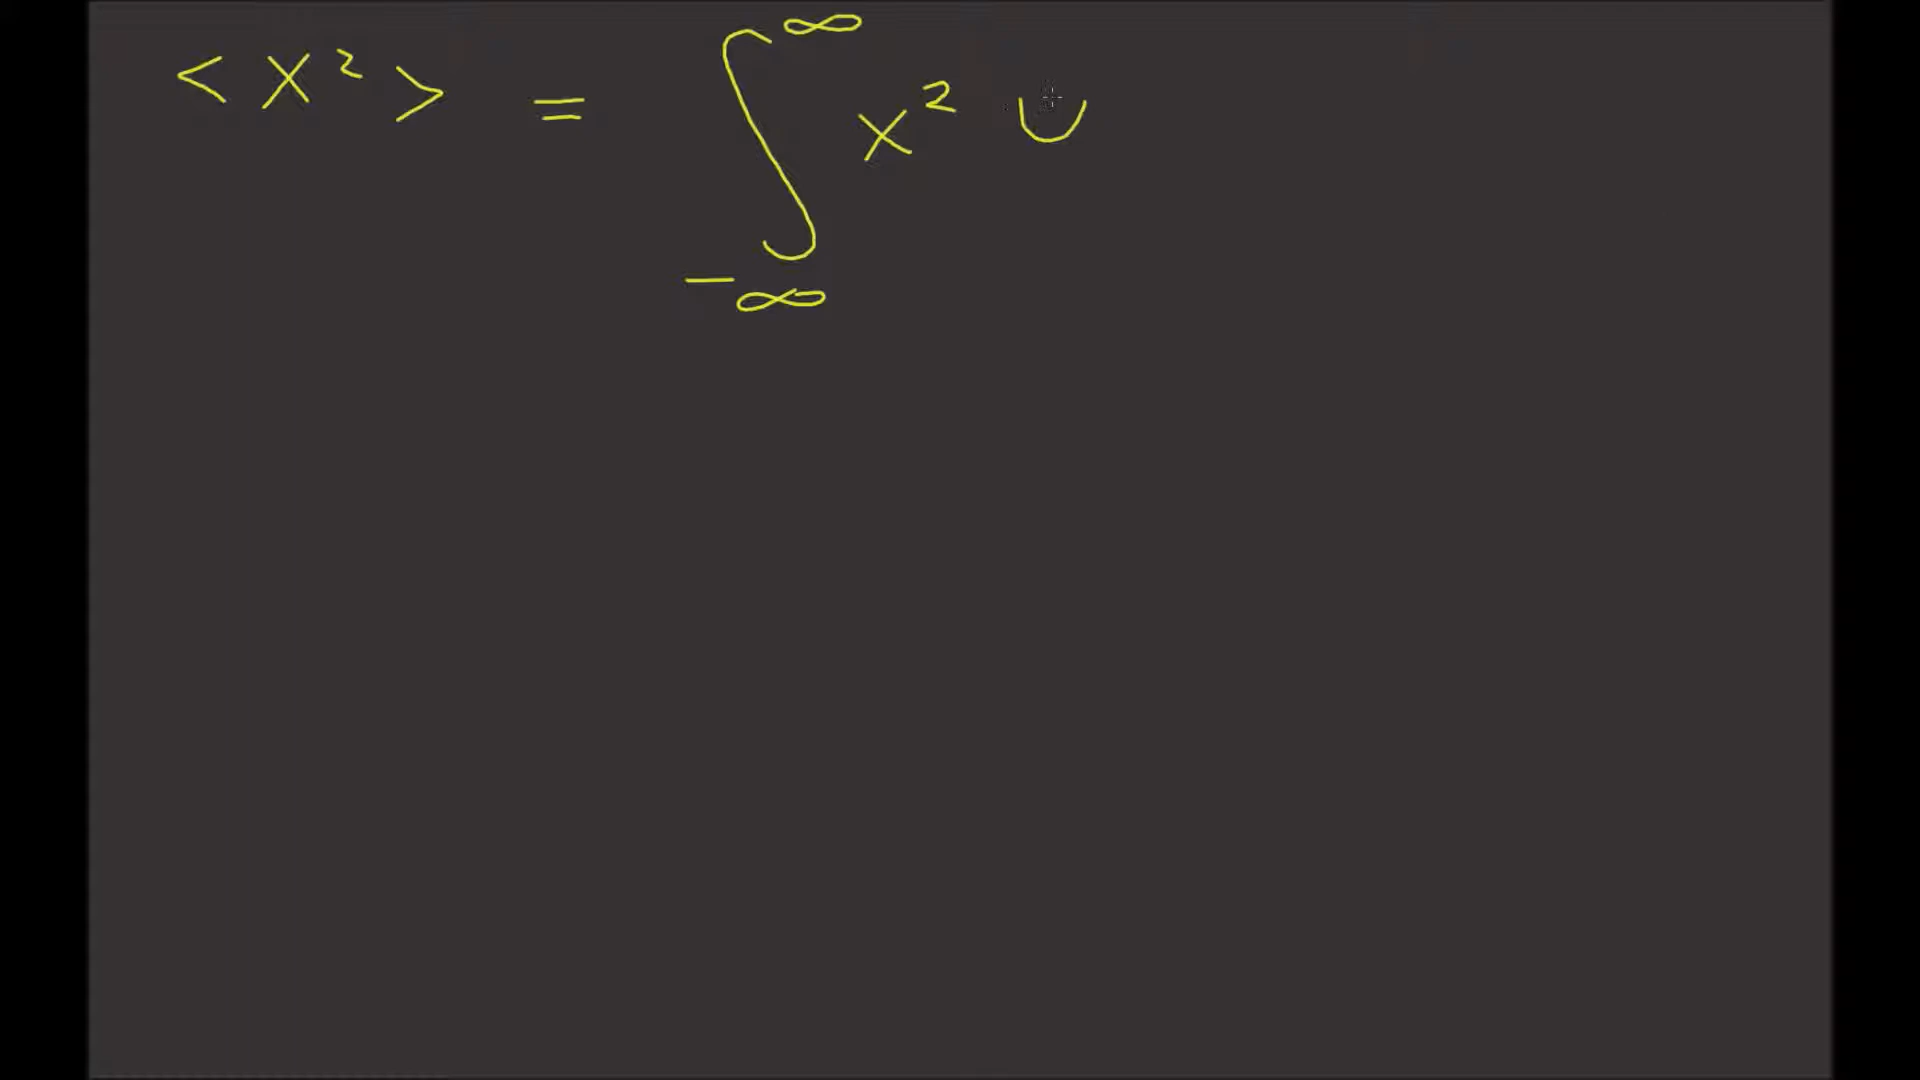 <x²> = ∫_{-∞}^{∞} x² ∪